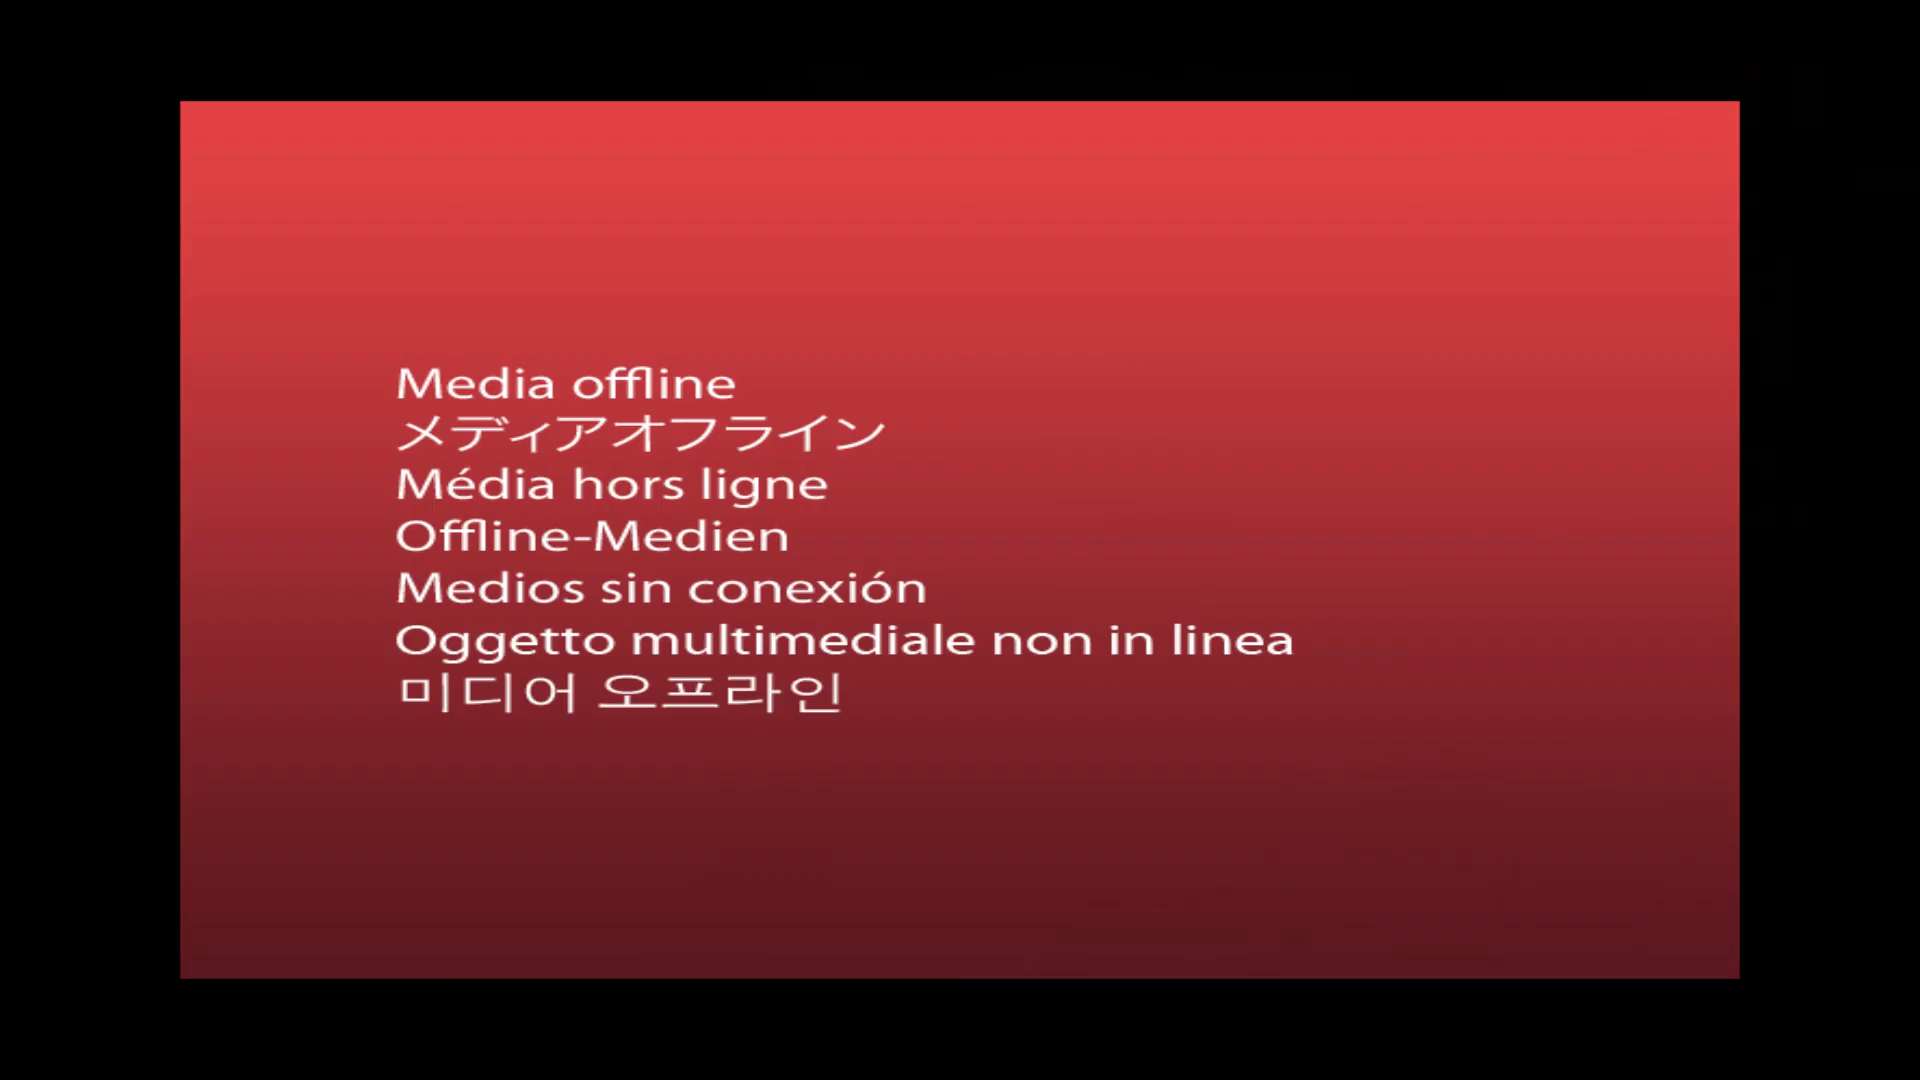 Media offline
メディアオフライン
Média hors ligne
Offline-Medien
Medios sin conexión
Oggetto multimediale non in linea
미디어 오프라인